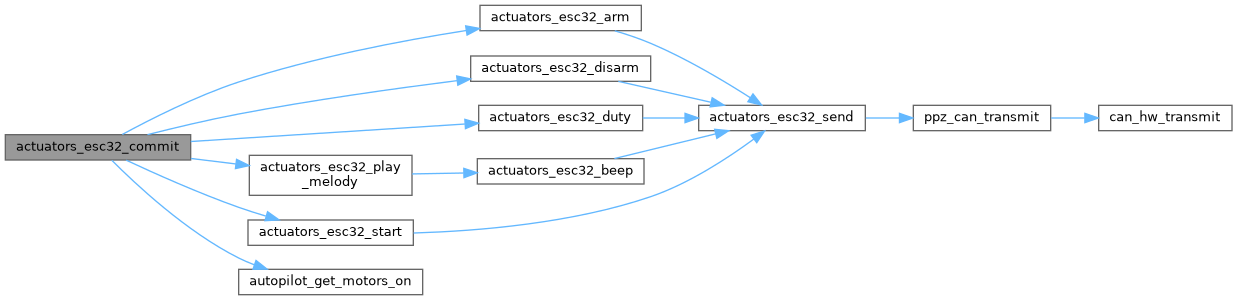 actuators_esc32_arm
actuators_esc32_disarm
actuators_esc32_duty
actuators_esc32_send
ppz_can_transmit
can_hw_transmit
actuators_esc32_commit
actuators_esc32_play
_melody
actuators_esc32_beep
actuators_esc32_start
autopilot_get_motors_on